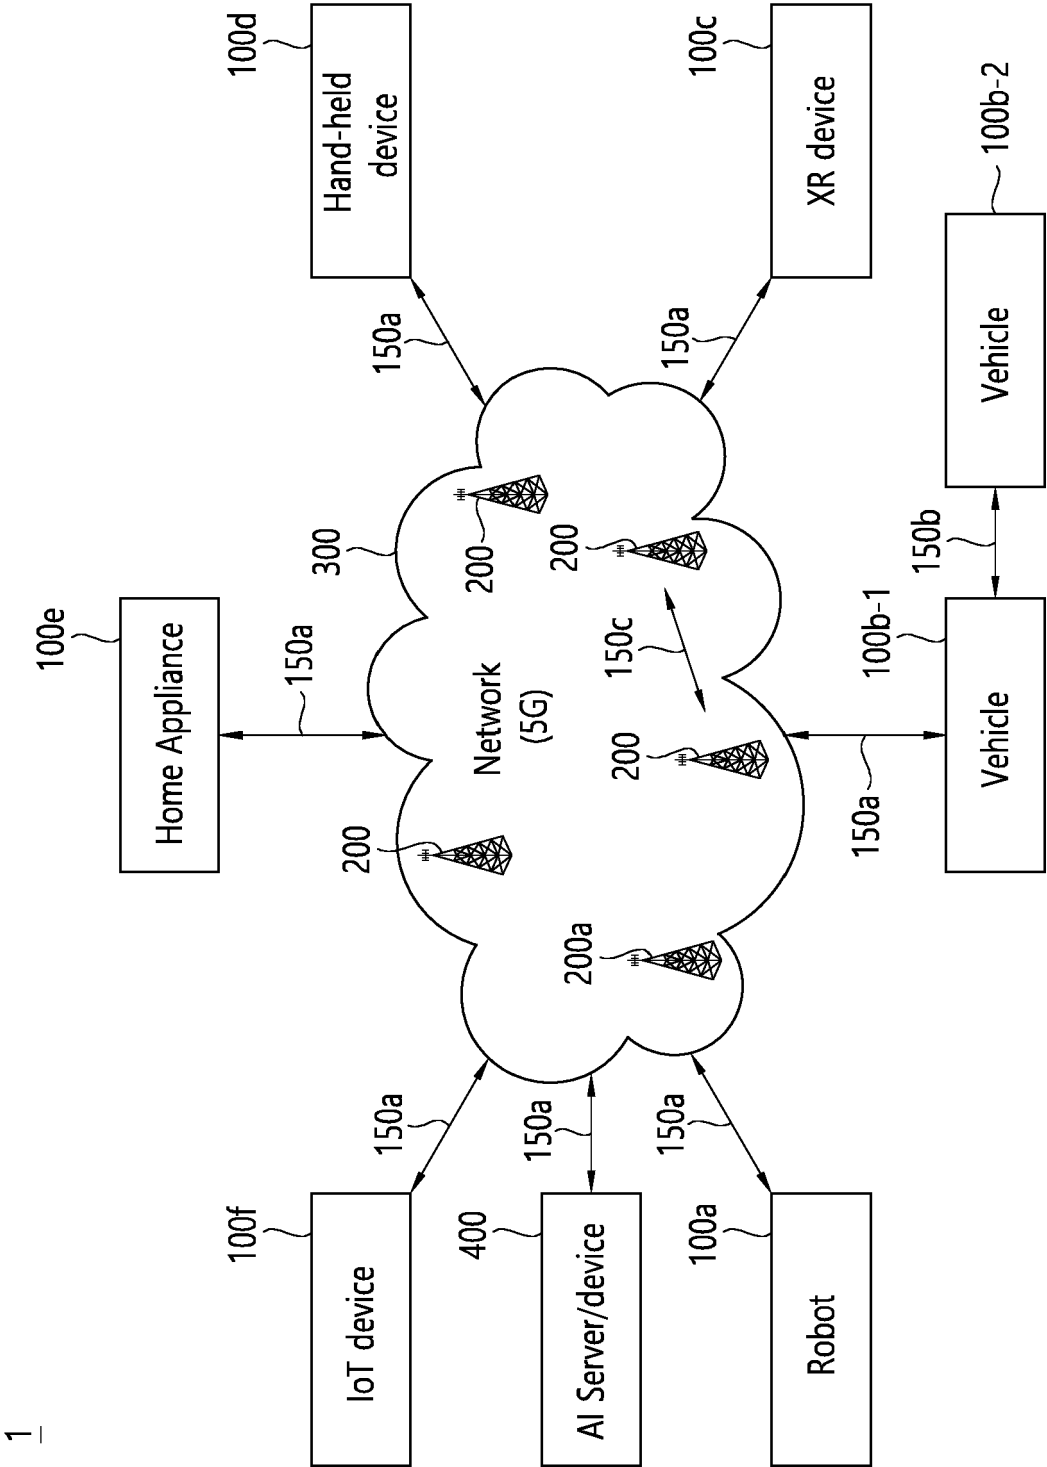 1
100e
Home Appliance
150a
100f
IoT device
150a
100d
Hand-held
device
150a
300
200
200
Network
(5G)
400
AI Server/device
150a
200a
200
150c
200
100a
Robot
150a
100c
XR device
150a
150a
100b-1
Vehicle
150b
100b-2
Vehicle